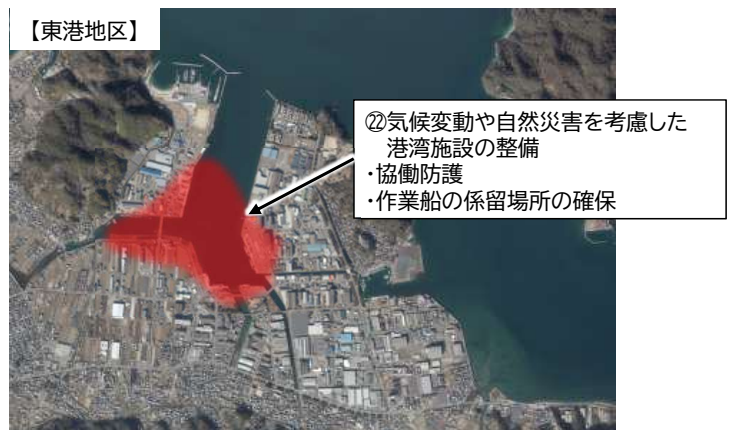 【東港地区】
㉒気候変動や自然災害を考慮した
港湾施設の整備
・協働防護
・作業船の係留場所の確保